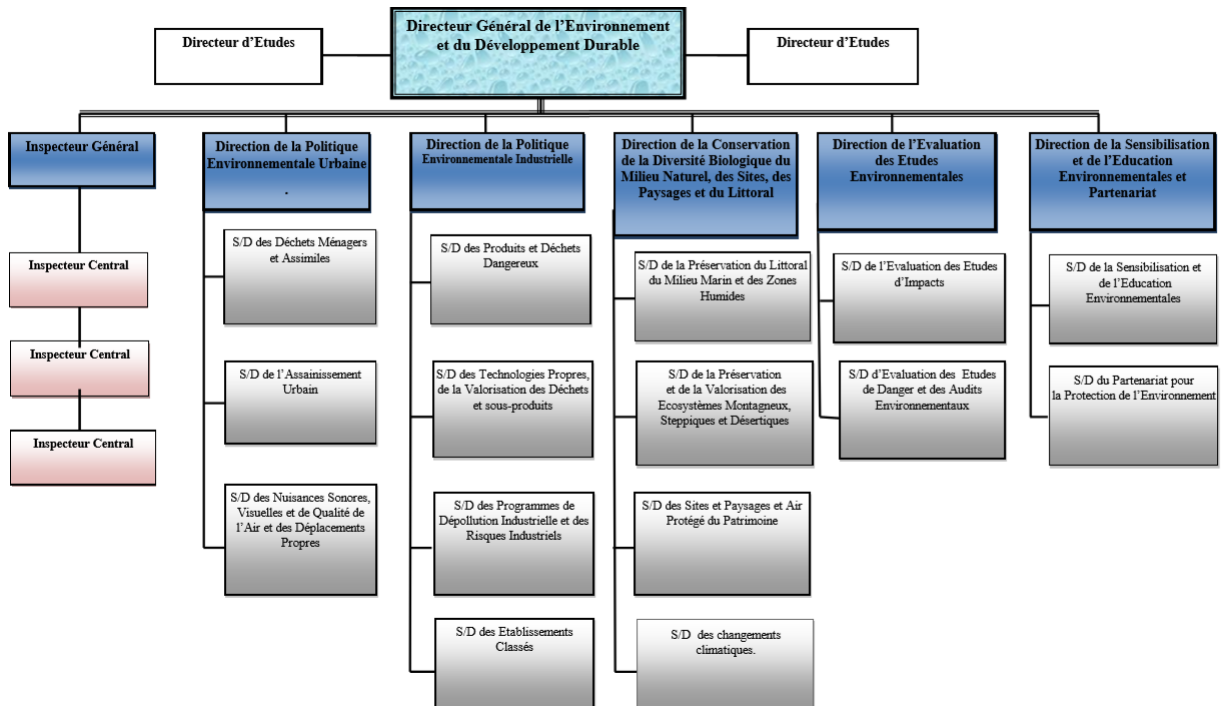 Directeur Général de l'Environnement
et du Développement Durable
Directeur d'Etudes
Directeur d'Etudes
Inspecteur Général
Inspecteur Central
Inspecteur Central
Inspecteur Central
Direction de la Politique
Environnementale Urbaine
.
S/D des Déchets Ménagers
et Assimiles
S/D de l'Assainissement
Urbain
S/D des Nuisances Sonores,
Visuelles et de Qualité de
l'Air et des Déplacements
Propres
Direction de la Politique
Environnementale Industrielle
S/D des Produits et Déchets
Dangereux
S/D des Technologies Propres,
de la Valorisation des Déchets
et sous-produits
S/D des Programmes de
Dépollution Industrielle et des
Risques Industriels
S/D des Etablissements
Classés
Direction de la Conservation
de la Diversité Biologique du
Milieu Naturel, des Sites, des
Paysages et du Littoral
S/D de la Préservation du Littoral
du Milieu Marin et des Zones
Humides
S/D de la Préservation
et de la Valorisation des
Ecosystèmes Montagneux,
Steppiques et Désertiques
S/D des Sites et Paysages et Air
Protégé du Patrimoine
S/D des changements
climatiques.
Direction de l'Evaluation
des Etudes
Environnementales
S/D de l'Evaluation des Etudes
d'Impacts
S/D d'Evaluation des Etudes
de Danger et des Audits
Environnementaux
Direction de la Sensibilisation
et de l'Education
Environnementales et
Partenariat
S/D de la Sensibilisation et
de l'Education
Environnementales
S/D du Partenariat pour
la Protection de l'Environnement